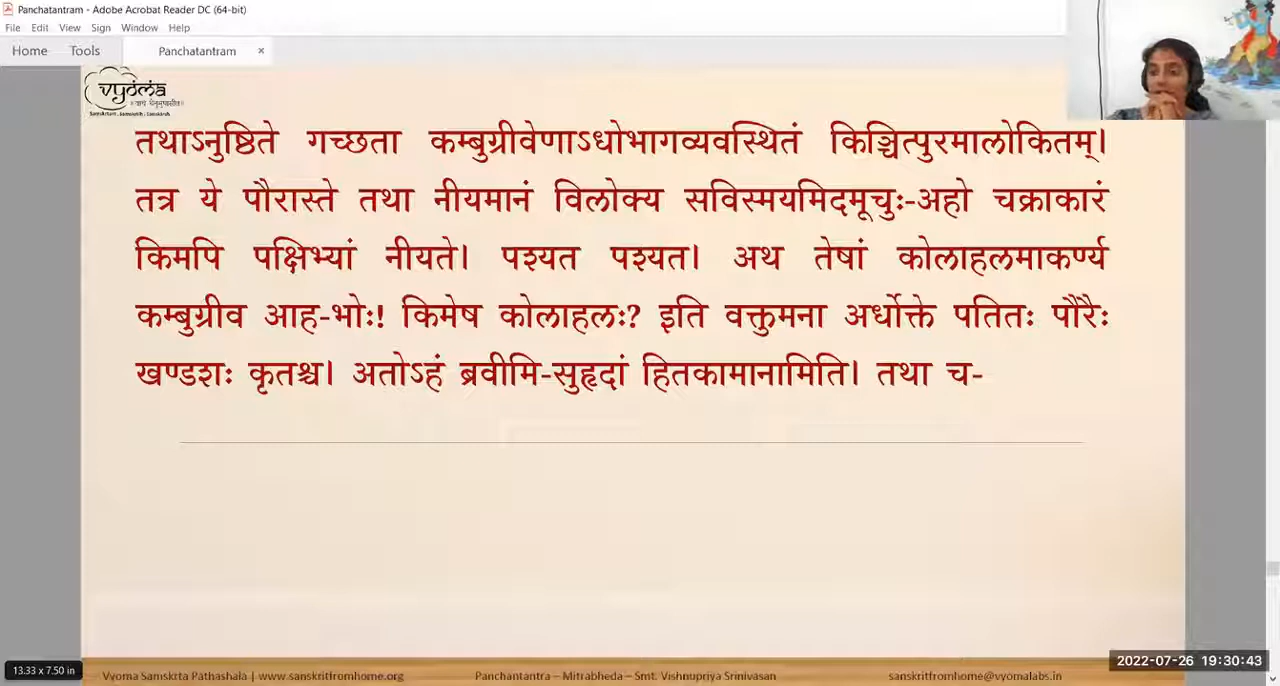 Panchatantram - Adobe Acrobat Reader DC (64-bit)
File Edit View Sign Window Help
Home Tools Panchatantram ×
vyoma
तथाऽनुष्ठिते गच्छता कम्बुग्रीवेणाऽधोभागव्यवस्थितं किञ्चित्पुरमालोकितम्।
तत्र ये पौरास्ते तथा नीयमानं विलोक्य सविस्मयमिदमूचुः-अहो चक्राकारं
किमपि पक्षिभ्यां नीयते। पश्यत पश्यत। अथ तेषां कोलाहलमाकर्ण्य
कम्बुग्रीव आह-भोः! किमेष कोलाहलः? इति वक्तुमना अर्धोक्ते पतितः पौरैः
खण्डशः कृतश्च। अतोऽहं ब्रवीमि-सुहृदां हितकामानामिति। तथा च-
13.33 x 7.50 in
2022-07-26 19:30:43
Vyoma Samskrta Pathashala | www.sanskritfromhome.org Panchantantra – Mitrabheda – Smt. Vishnupriya Srinivasan sanskritfromhome@vyomalabs.in